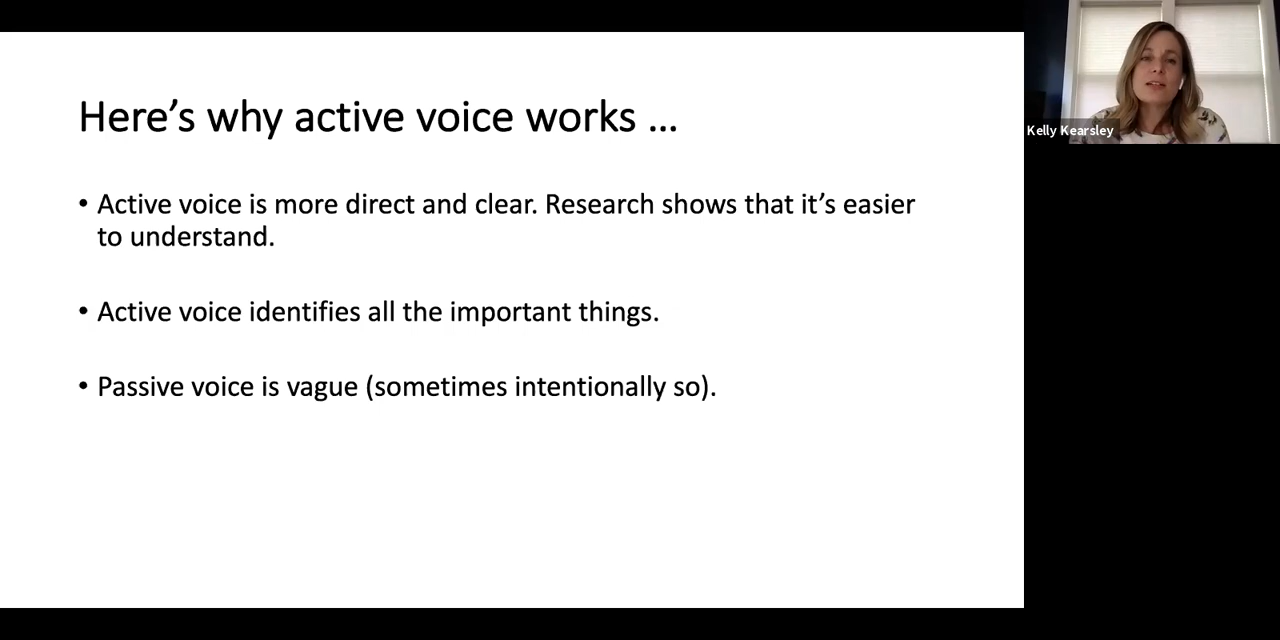 Here’s why active voice works …
• Active voice is more direct and clear. Research shows that it’s easier
to understand.
• Active voice identifies all the important things.
• Passive voice is vague (sometimes intentionally so).
Kelly Kearsley